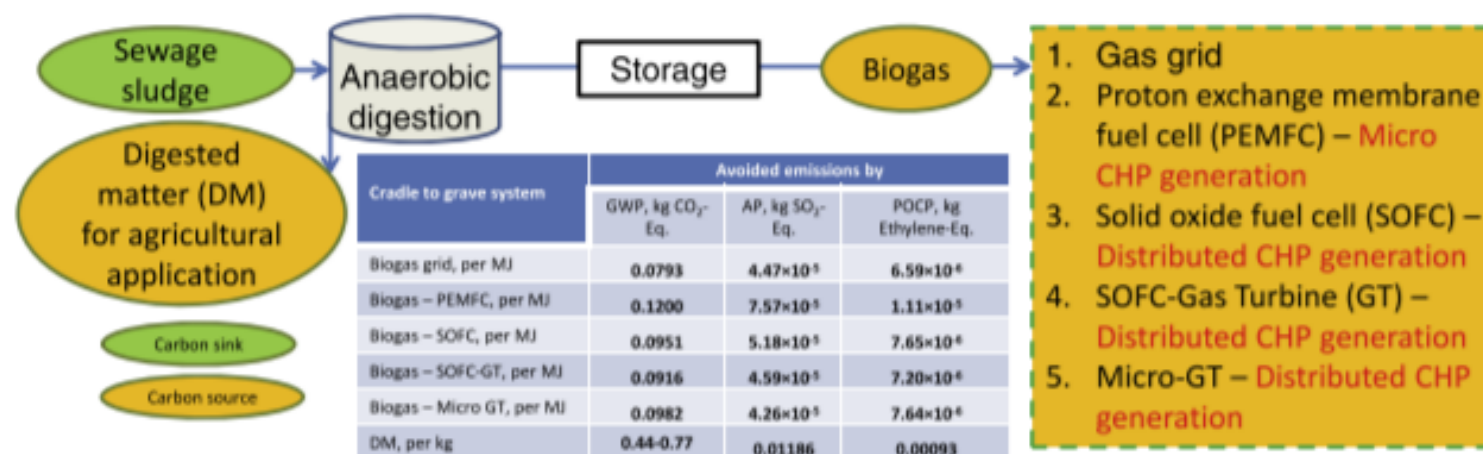 Sewage
sludge
Anaerobic
digestion
Storage
Biogas
Digested
matter (DM)
for agricultural
application
Carbon sink
Carbon source
Cradle to grave system
Avoided emissions by
GWP, kg CO₂-
Eq.
AP, kg SO₂-
Eq.
POCP, kg
Ethylene-Eq.
Biogas grid, per MJ 0.0793 4.47×10⁻⁵ 6.59×10⁻⁶
Biogas – PEMFC, per MJ 0.1200 7.57×10⁻⁵ 1.11×10⁻⁵
Biogas – SOFC, per MJ 0.0951 5.18×10⁻⁵ 7.65×10⁻⁶
Biogas – SOFC-GT, per MJ 0.0916 4.59×10⁻⁵ 7.20×10⁻⁶
Biogas – Micro GT, per MJ 0.0982 4.26×10⁻⁵ 7.64×10⁻⁶
DM, per kg 0.44-0.77 0.01186 0.00093
1. Gas grid
2. Proton exchange membrane
fuel cell (PEMFC) – Micro
CHP generation
3. Solid oxide fuel cell (SOFC) –
Distributed CHP generation
4. SOFC-Gas Turbine (GT) –
Distributed CHP generation
5. Micro-GT – Distributed CHP
generation